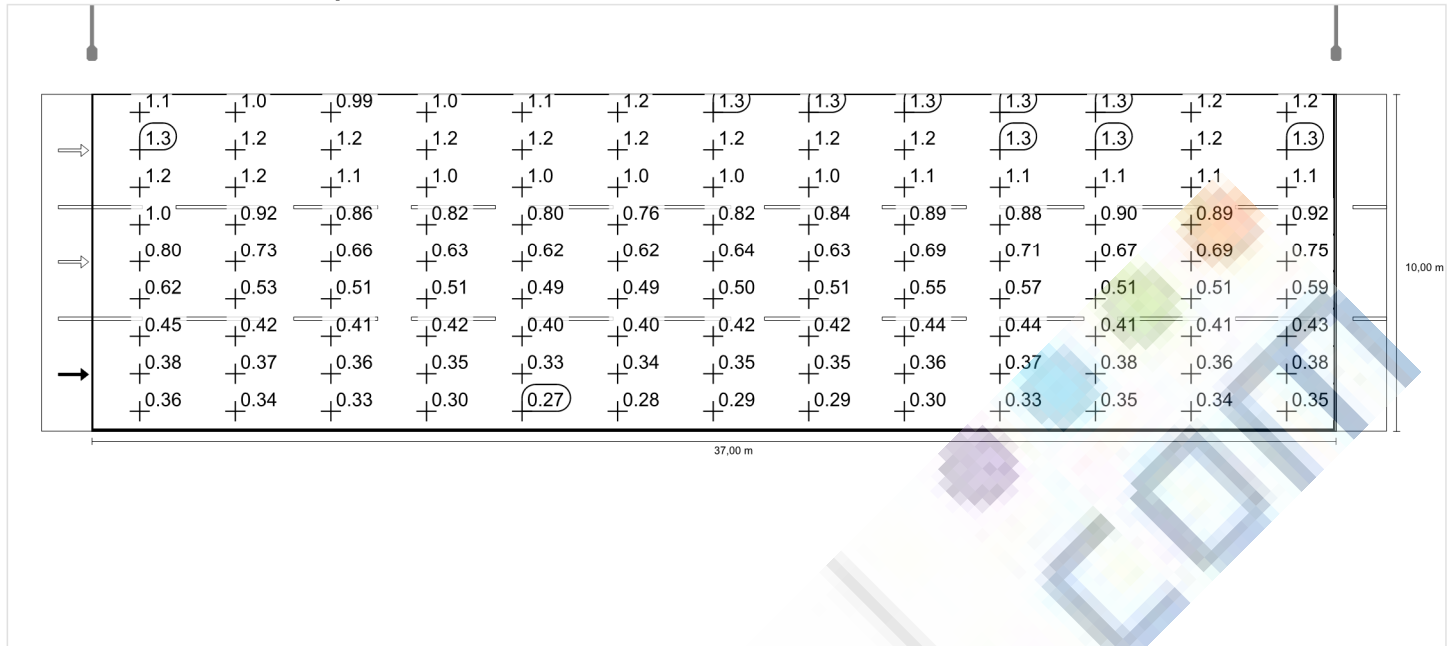 1.1 1.0 0.99 1.0 1.1 1.2 1.3 1.3 1.3 1.3 1.3 1.2 1.2
1.3 1.2 1.2 1.2 1.2 1.2 1.2 1.2 1.2 1.3 1.3 1.2 1.3
1.2 1.2 1.1 1.0 1.0 1.0 1.0 1.0 1.1 1.1 1.1 1.1 1.1
1.0 0.92 0.86 0.82 0.80 0.76 0.82 0.84 0.89 0.88 0.90 0.89 0.92
0.80 0.73 0.66 0.63 0.62 0.62 0.64 0.63 0.69 0.71 0.67 0.69 0.75
10,00 m
0.62 0.53 0.51 0.51 0.49 0.49 0.50 0.51 0.55 0.57 0.51 0.51 0.59
0.45 0.42 0.41 0.42 0.40 0.40 0.42 0.42 0.44 0.44 0.41 0.41 0.43
0.38 0.37 0.36 0.35 0.33 0.34 0.35 0.35 0.36 0.37 0.38 0.36 0.38
0.36 0.34 0.33 0.30 0.27 0.28 0.29 0.29 0.30 0.33 0.35 0.34 0.35
37,00 m
com